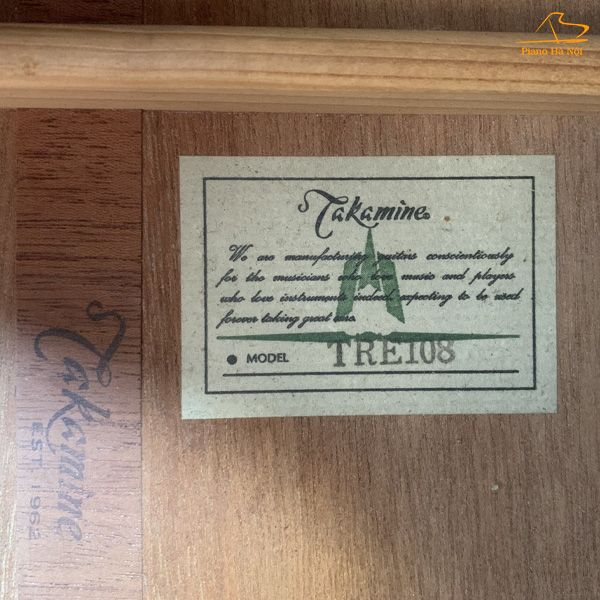 Piano Hà Nội
Takamine
We are manufacturing guitars conscientiously
for the musicians who love music and players
who love instruments indeed, expecting to be used
forever taking great care.
● MODEL TRE108
Takamine
EST. 1962